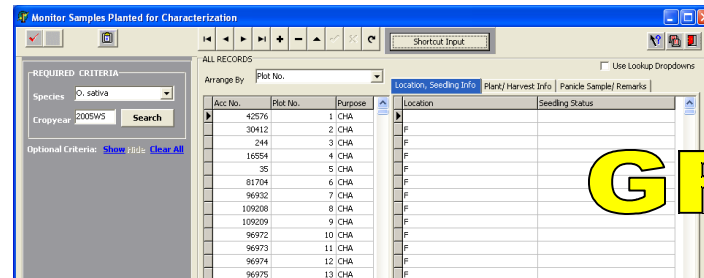 Monitor Samples Planted for Characterization
Shortcut Input
ALL RECORDS
Use Lookup Dropdowns
REQUIRED CRITERIA
Arrange By Plot No.
Location, Seedling Info Plant/ Harvest Info Panicle Sample/ Remarks
Species O. sativa
Cropyear 2005WS Search
Optional Criteria: Show Hide Clear All
Acc No. Plot No. Purpose Location Seedling Status
42576 1 CHA
30412 2 CHA F
244 3 CHA F
16554 4 CHA F
35 5 CHA F
81704 6 CHA F
96932 7 CHA F
109208 8 CHA F
109209 9 CHA F
96972 10 CHA F
96973 11 CHA F
96974 12 CHA F
96975 13 CHA F